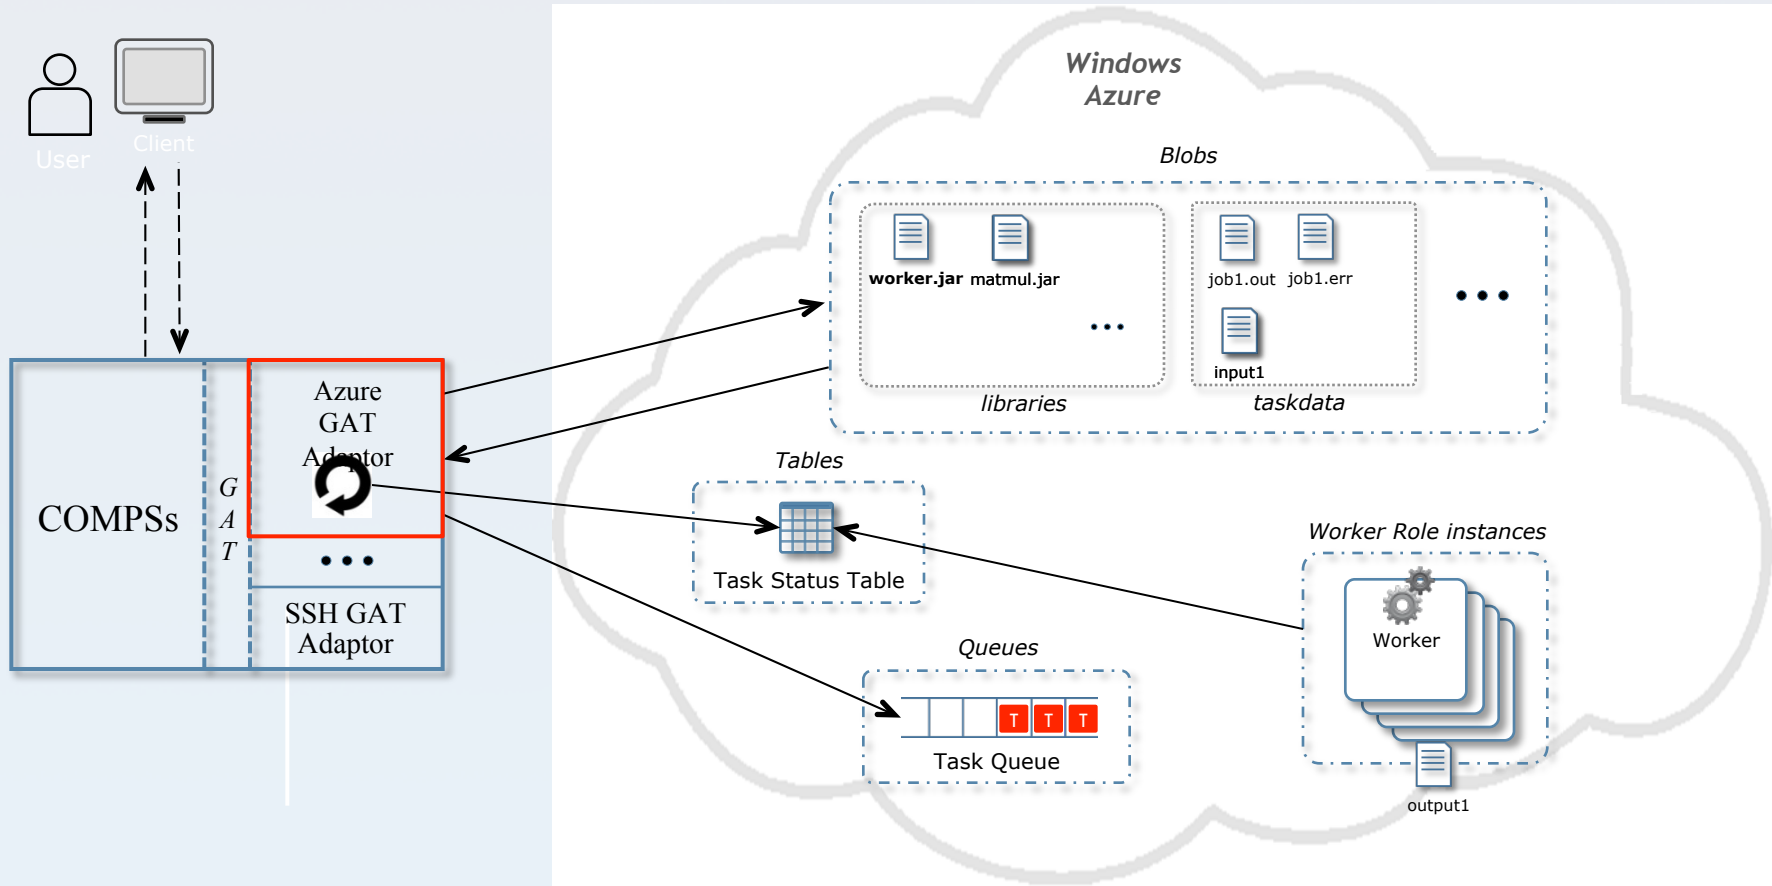 User
Client
Windows
Azure
Blobs
worker.jar
matmul.jar
job1.out
job1.err
input1
libraries
taskdata
COMPSs
G
A
T
Azure
GAT
Adaptor
SSH GAT
Adaptor
Tables
Task Status Table
Queues
T
T
T
Task Queue
Worker Role instances
Worker
output1